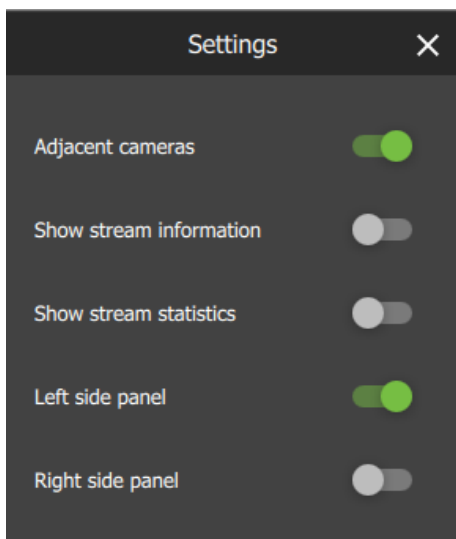 Settings
Adjacent cameras
Show stream information
Show stream statistics
Left side panel
Right side panel